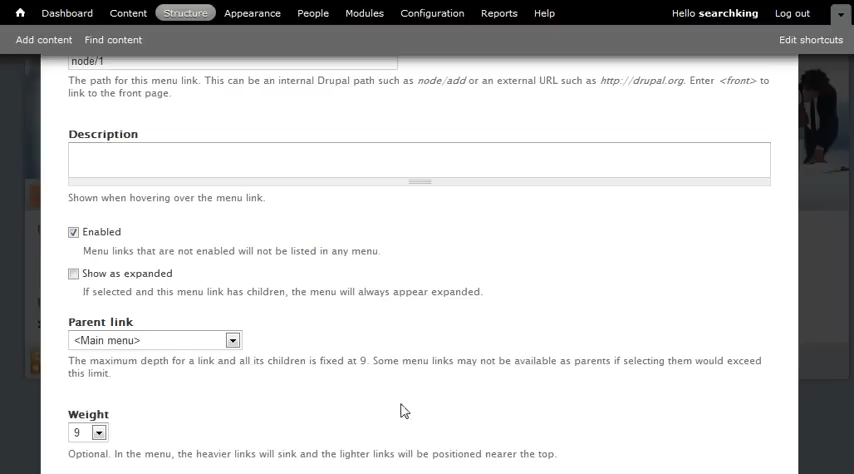 Dashboard Content Structure Appearance People Modules Configuration Reports Help Hello searchking Log out
Add content Find content Edit shortcuts
node/1
The path for this menu link. This can be an internal Drupal path such as node/add or an external URL such as http://drupal.org. Enter <front> to
link to the front page.
Description
Shown when hovering over the menu link.
Enabled
Menu links that are not enabled will not be listed in any menu.
Show as expanded
If selected and this menu link has children, the menu will always appear expanded.
Parent link
<Main menu>
The maximum depth for a link and all its children is fixed at 9. Some menu links may not be available as parents if selecting them would exceed
this limit.
Weight
9
Optional. In the menu, the heavier links will sink and the lighter links will be positioned nearer the top.